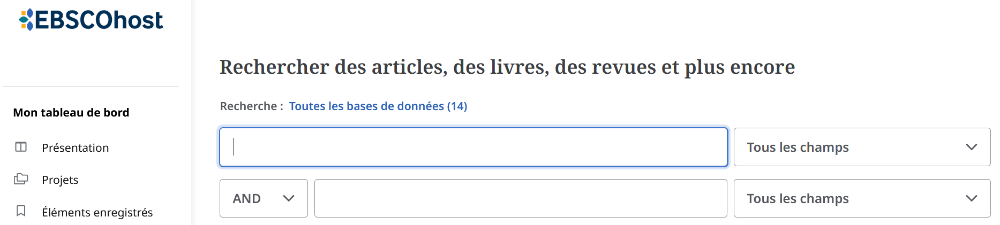 EBSCOhost
Mon tableau de bord
Présentation
Projets
Éléments enregistrés
Rechercher des articles, des livres, des revues et plus encore
Recherche : Toutes les bases de données (14)
Tous les champs
AND
Tous les champs